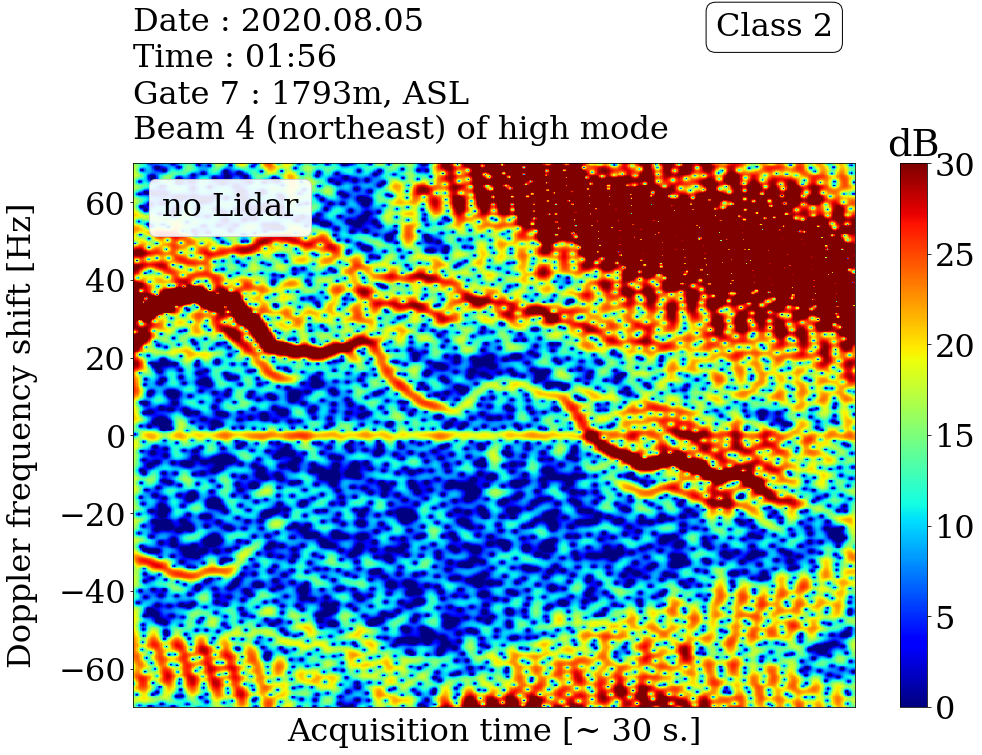 Date : 2020.08.05
Time : 01:56
Gate 7 : 1793m, ASL
Beam 4 (northeast) of high mode
Class 2
dB
no Lidar
60
40
20
0
−20
−40
−60
Doppler frequency shift [Hz]
Acquisition time [~ 30 s.]
30
25
20
15
10
5
0